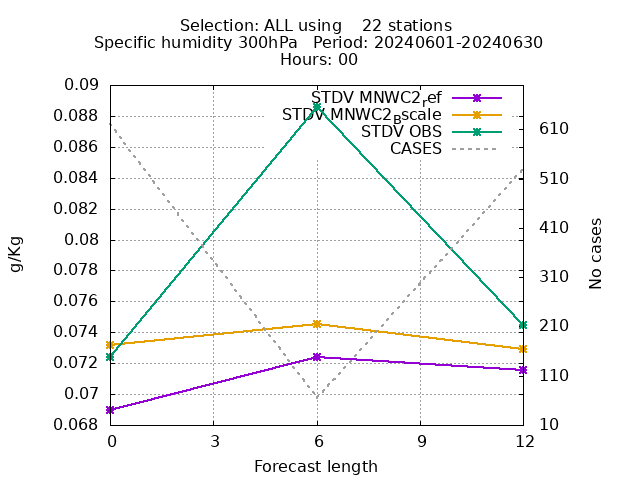 Selection: ALL using 22 stations
Specific humidity 300hPa Period: 20240601-20240630
Hours: 00
STDV MNWC2ref
STDV MNWC2Bscale
STDV OBS
CASES
0.09
0.088
0.086
0.084
0.082
0.08
0.078
0.076
0.074
0.072
0.07
0.068
g/Kg
610
510
410
310
210
110
10
No cases
0 3 6 9 12
Forecast length